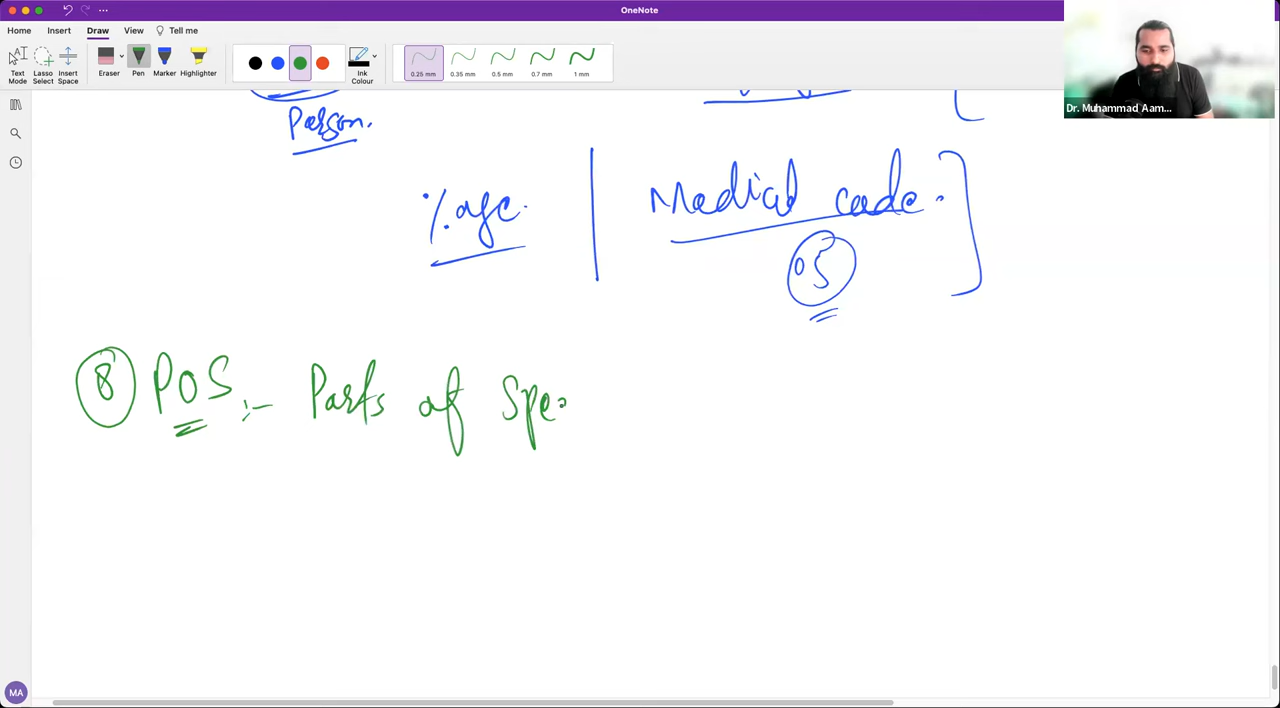 OneNote
Home Insert Draw View Tell me
Text Mode
Lasso Select
Insert Space
Eraser
Pen
Marker
Highlighter
Ink Colour
0.25 mm
0.35 mm
0.5 mm
0.7 mm
1 mm
Dr. Muhammad Aam...
Person.
%age.
Medical code.
05
8 POS :- Parts of Spe
MA